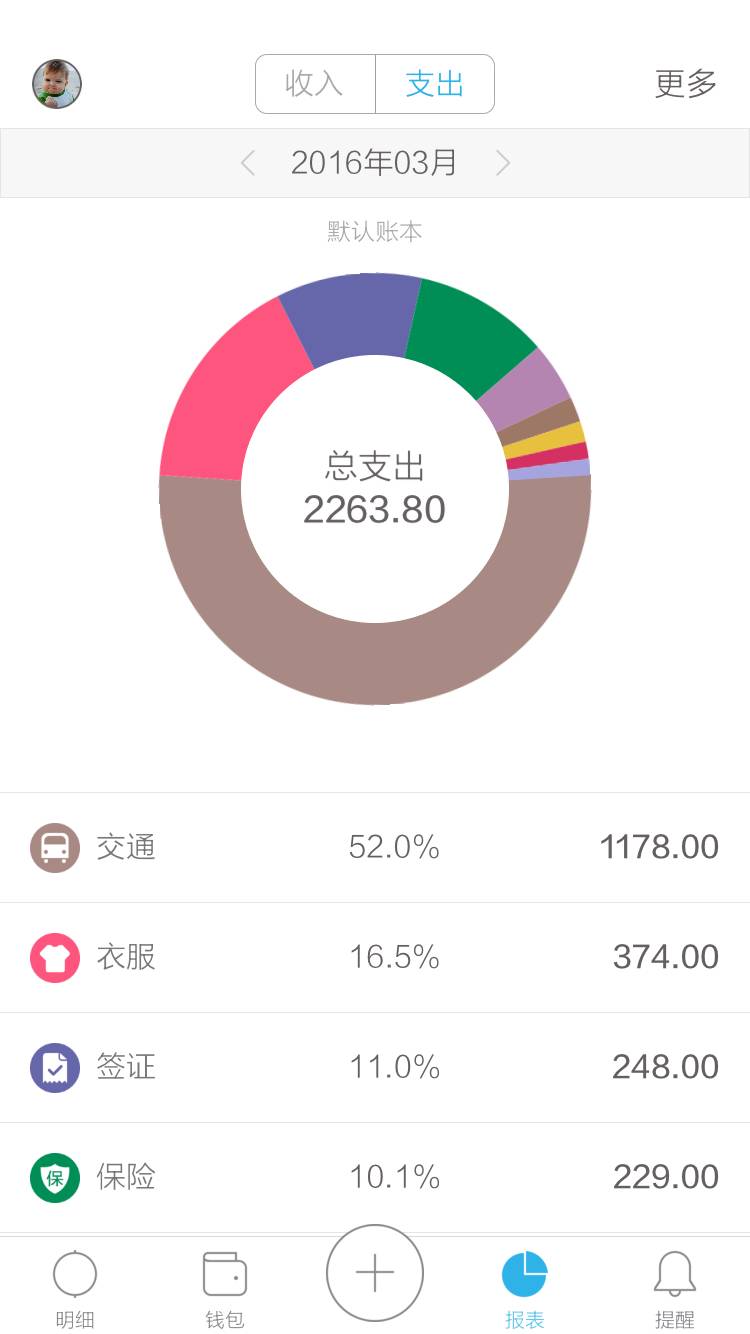 收入 支出 更多
2016年03月
默认账本
总支出
2263.80
交通 52.0% 1178.00
衣服 16.5% 374.00
签证 11.0% 248.00
保 保险 10.1% 229.00
明细 钱包 报表 提醒